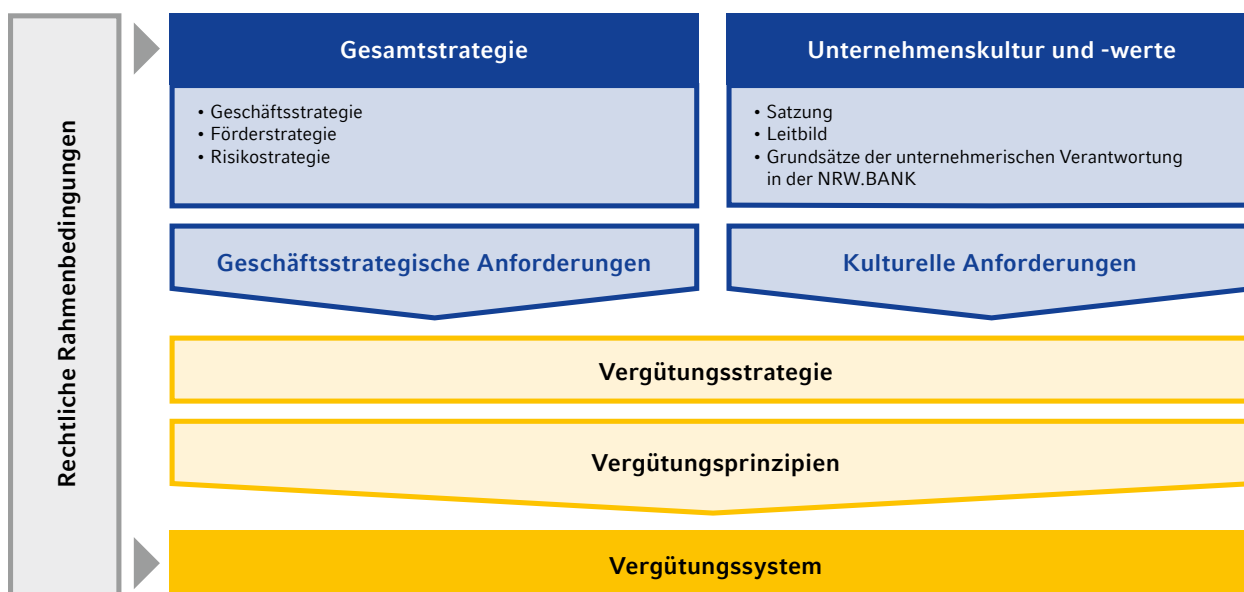 Rechtliche Rahmenbedingungen
Gesamtstrategie
• Geschäftsstrategie
• Förderstrategie
• Risikostrategie
Unternehmenskultur und -werte
• Satzung
• Leitbild
• Grundsätze der unternehmerischen Verantwortung
in der NRW.BANK
Geschäftsstrategische Anforderungen
Kulturelle Anforderungen
Vergütungsstrategie
Vergütungsprinzipien
Vergütungssystem